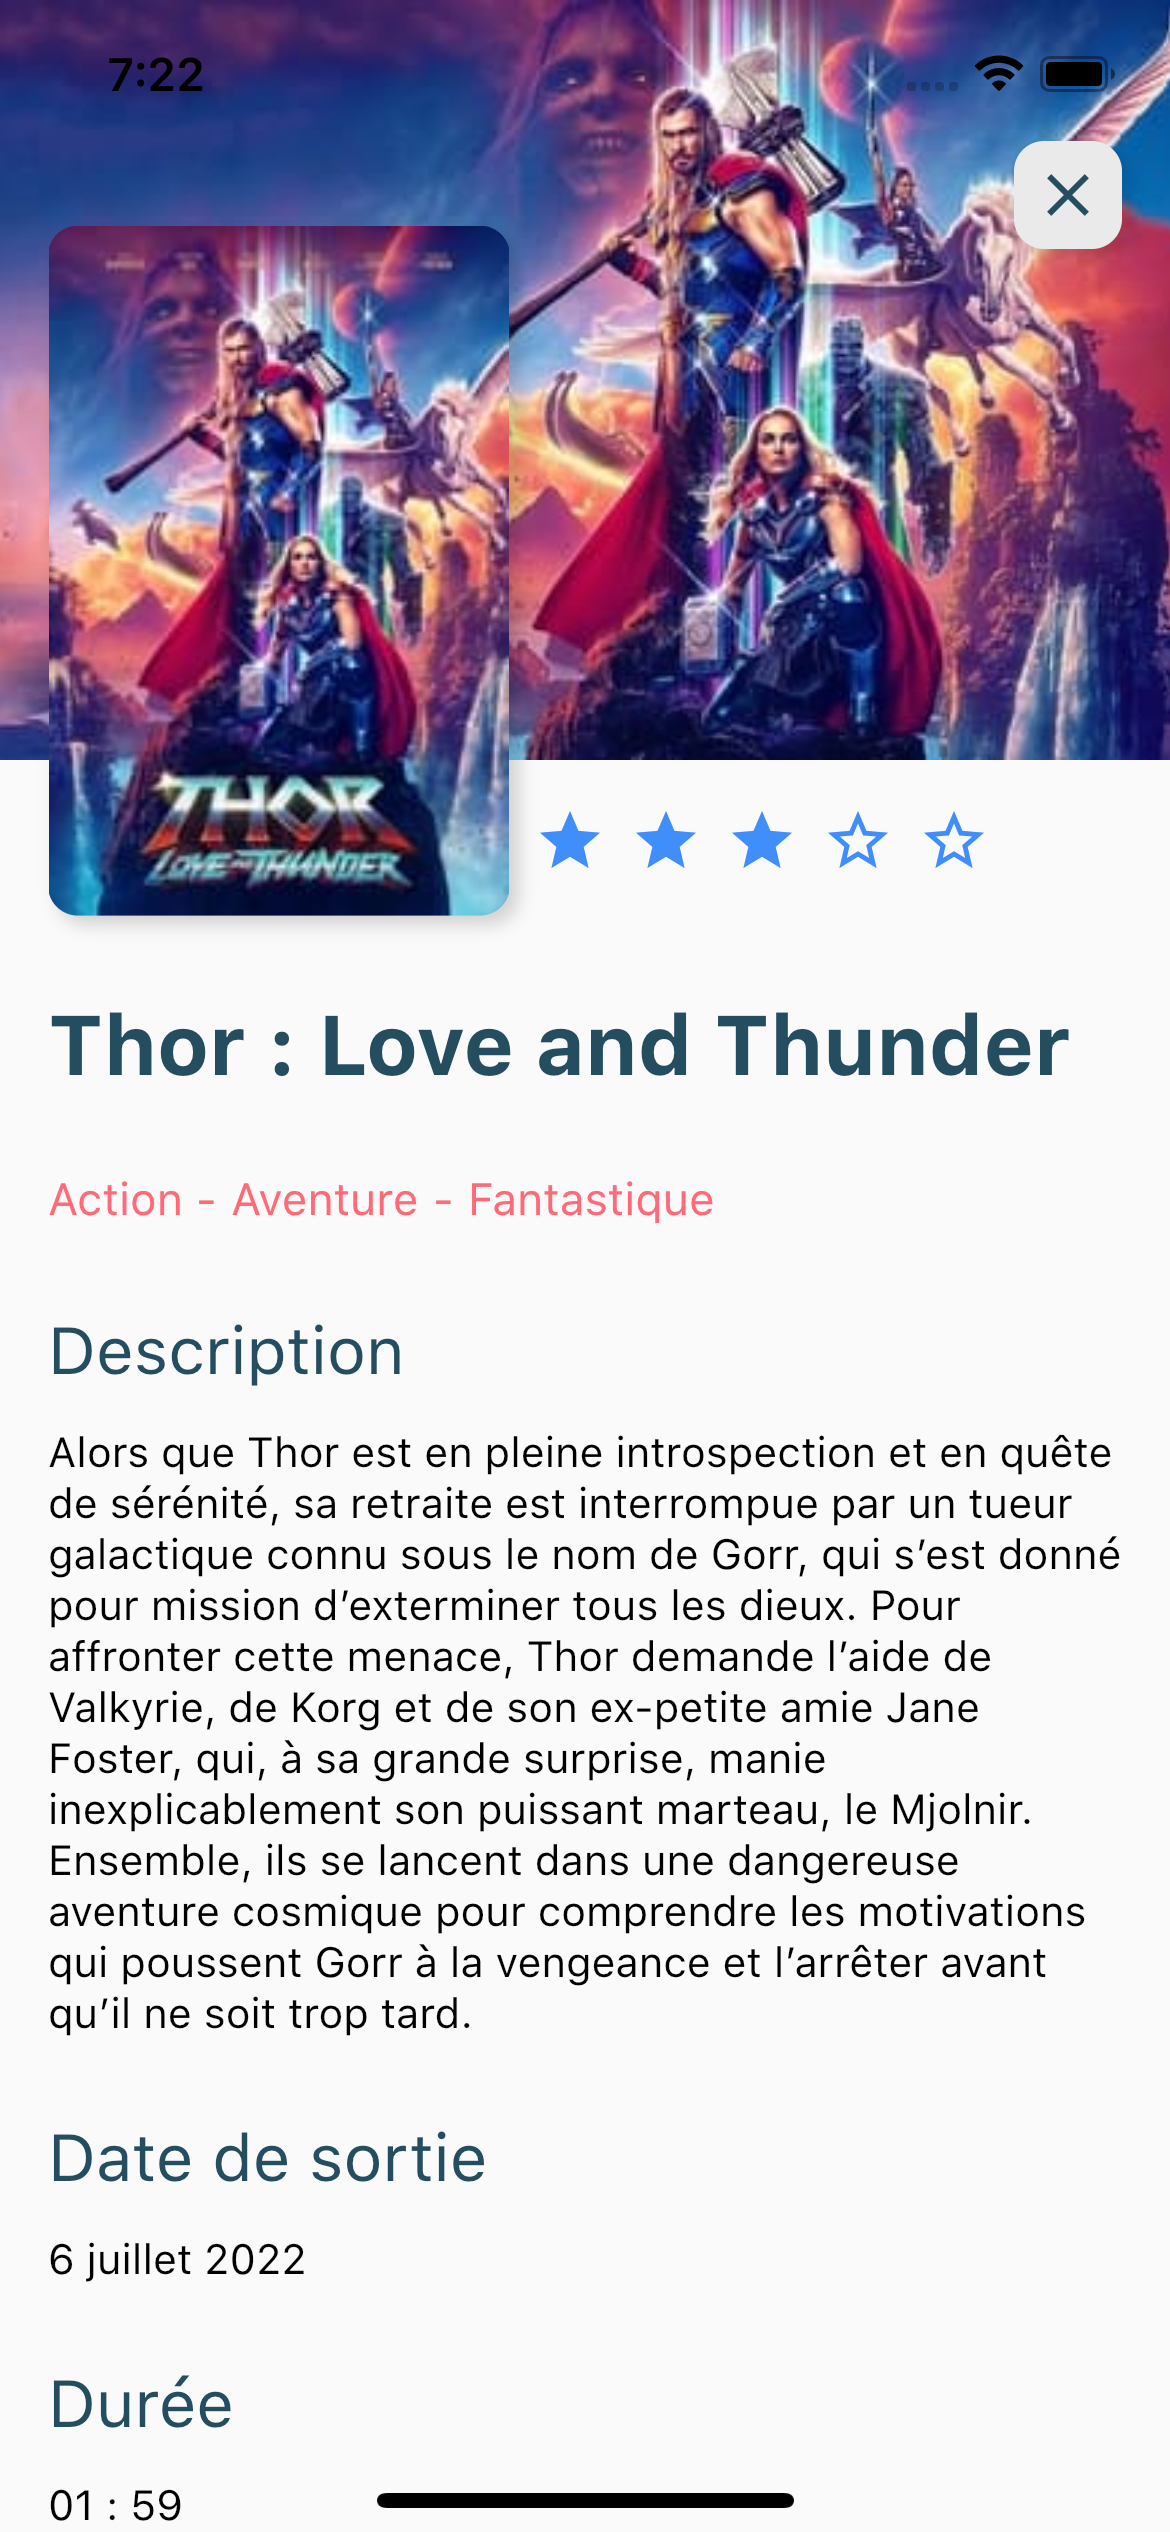 7:22
THOR
LOVE AND THUNDER
Thor : Love and Thunder
Action - Aventure - Fantastique
Description
Alors que Thor est en pleine introspection et en quête
de sérénité, sa retraite est interrompue par un tueur
galactique connu sous le nom de Gorr, qui s’est donné
pour mission d’exterminer tous les dieux. Pour
affronter cette menace, Thor demande l’aide de
Valkyrie, de Korg et de son ex-petite amie Jane
Foster, qui, à sa grande surprise, manie
inexplicablement son puissant marteau, le Mjolnir.
Ensemble, ils se lancent dans une dangereuse
aventure cosmique pour comprendre les motivations
qui poussent Gorr à la vengeance et l’arrêter avant
qu’il ne soit trop tard.
Date de sortie
6 juillet 2022
Durée
01 : 59